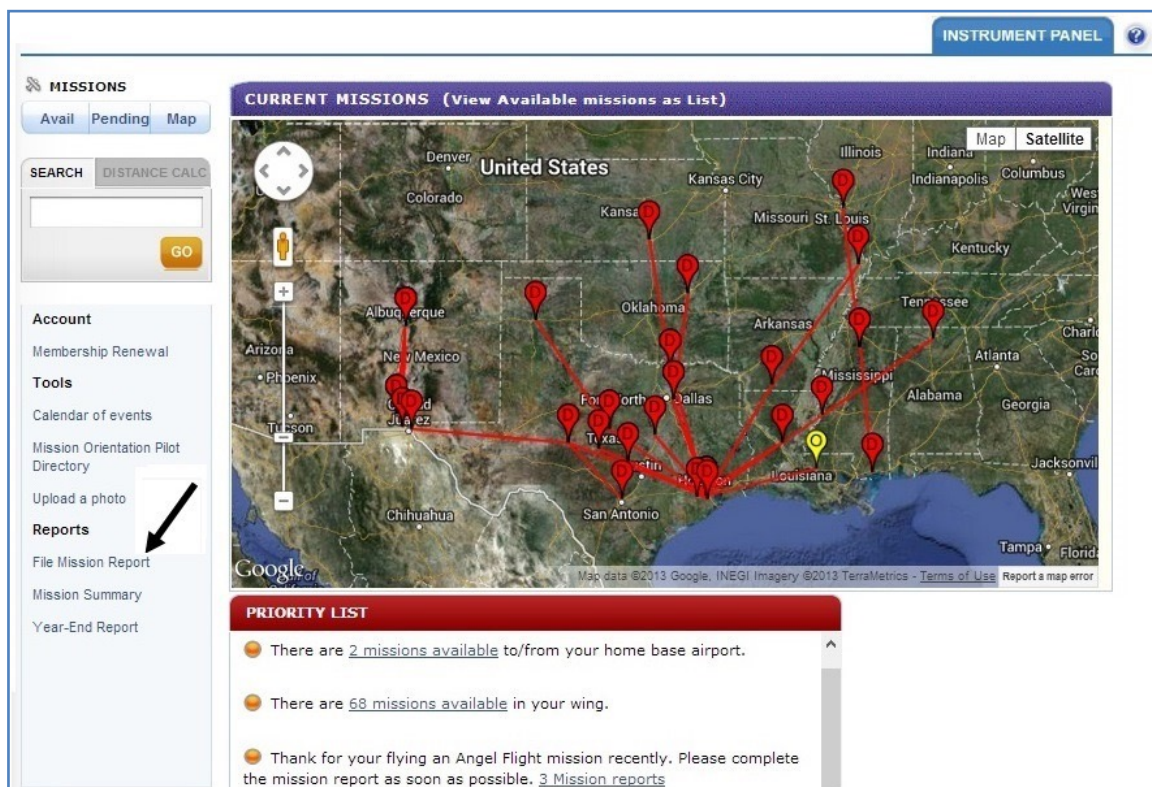 INSTRUMENT PANEL
?
MISSIONS
Avail Pending Map
SEARCH DISTANCE CALC
GO
Account
Membership Renewal
Tools
Calendar of events
Mission Orientation Pilot
Directory
Upload a photo
Reports
File Mission Report
Mission Summary
Year-End Report
CURRENT MISSIONS (View Available missions as List)
Map Satellite
Denver
United States
Kansas City
Illinois
Indiana
Columbus
Indianapolis
Colorado
Missouri St. Louis
Kentucky
Albuquerque
Oklahoma
Tennessee
Arkansas
Arizona
New Mexico
Atlanta
Phoenix
Mississippi
Dallas
Alabama
Georgia
Juarez
Tucson
Texas
Louisiana
San Antonio
Chihuahua
Tampa
Google
Map data ©2013 Google, INEGI Imagery ©2013 TerraMetrics - Terms of Use Report a map error
PRIORITY LIST
There are 2 missions available to/from your home base airport.
There are 68 missions available in your wing.
Thank for your flying an Angel Flight mission recently. Please complete
the mission report as soon as possible. 3 Mission reports